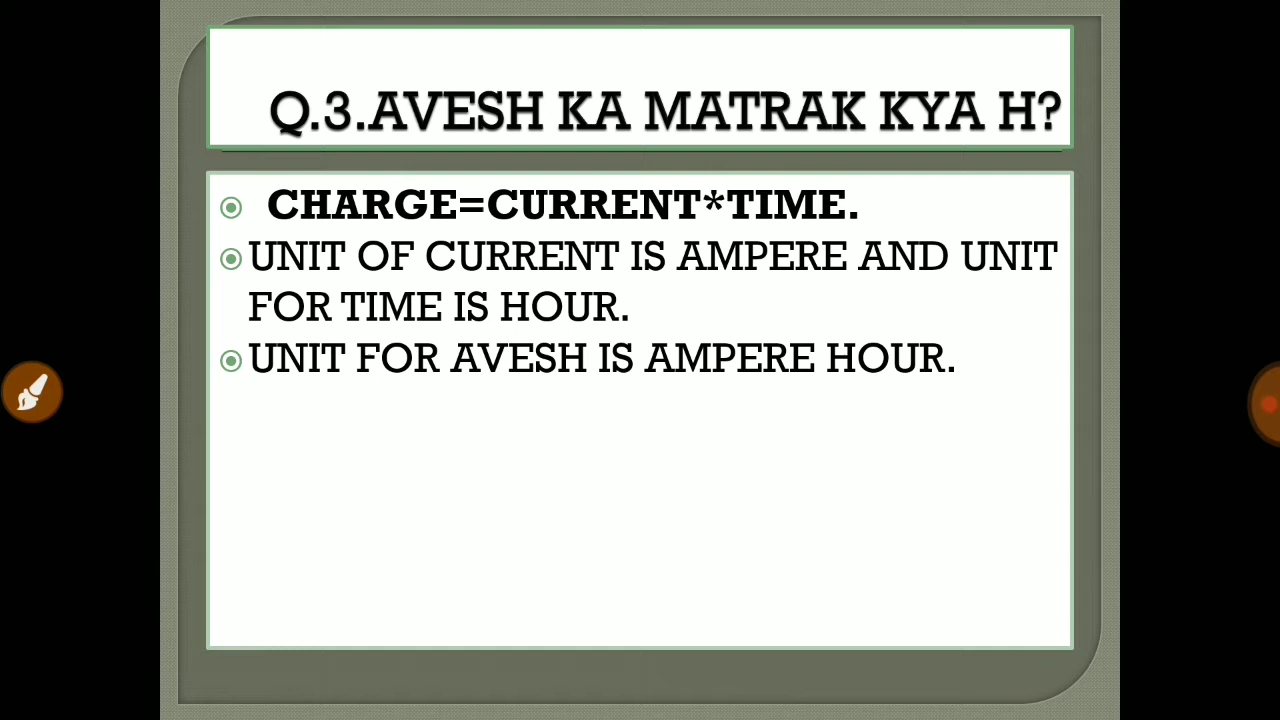 Q.3.AVESH KA MATRAK KYA H?
CHARGE=CURRENT*TIME.
UNIT OF CURRENT IS AMPERE AND UNIT
FOR TIME IS HOUR.
UNIT FOR AVESH IS AMPERE HOUR.